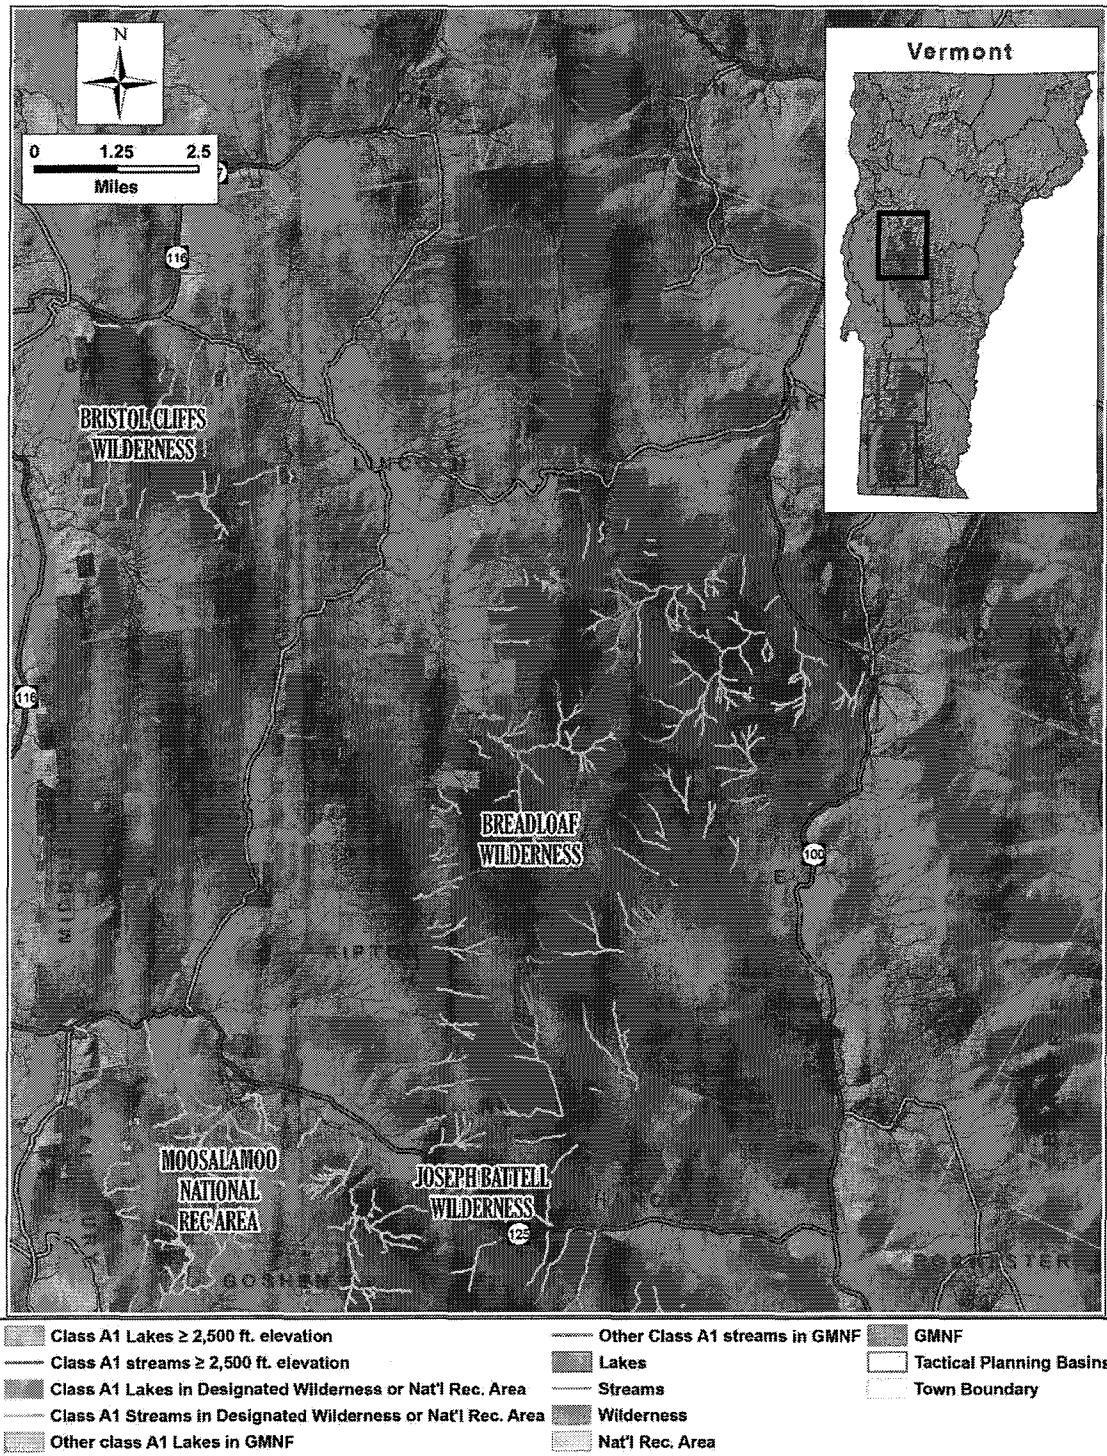 N
Vermont
0 1.25 2.5
Miles
116
BRISTOL CLIFFS
WILDERNESS
LINCOLN
116
BREADLOAF
WILDERNESS
100
RIPTON
MOOSALAMOO
NATIONAL
REC AREA
JOSEPH BATTELL
WILDERNESS
125
GOSHEN
ROCHESTER
Class A1 Lakes ≥ 2,500 ft. elevation
Class A1 streams ≥ 2,500 ft. elevation
Class A1 Lakes in Designated Wilderness or Nat'l Rec. Area
Class A1 Streams in Designated Wilderness or Nat'l Rec. Area
Other class A1 Lakes in GMNF
Other Class A1 streams in GMNF
Lakes
Streams
Wilderness
Nat'l Rec. Area
GMNF
Tactical Planning Basins
Town Boundary